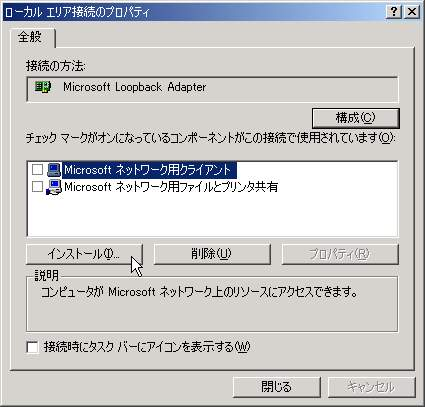 ローカル エリア接続のプロパティ
全般
接続の方法:
Microsoft Loopback Adapter
構成(C)
チェック マークがオンになっているコンポーネントがこの接続で使用されています(O):
Microsoft ネットワーク用クライアント
Microsoft ネットワーク用ファイルとプリンタ共有
インストール(I)... 削除(U) プロパティ(R)
説明
コンピュータが Microsoft ネットワーク上のリソースにアクセスできます。
接続時にタスク バーにアイコンを表示する(W)
閉じる キャンセル